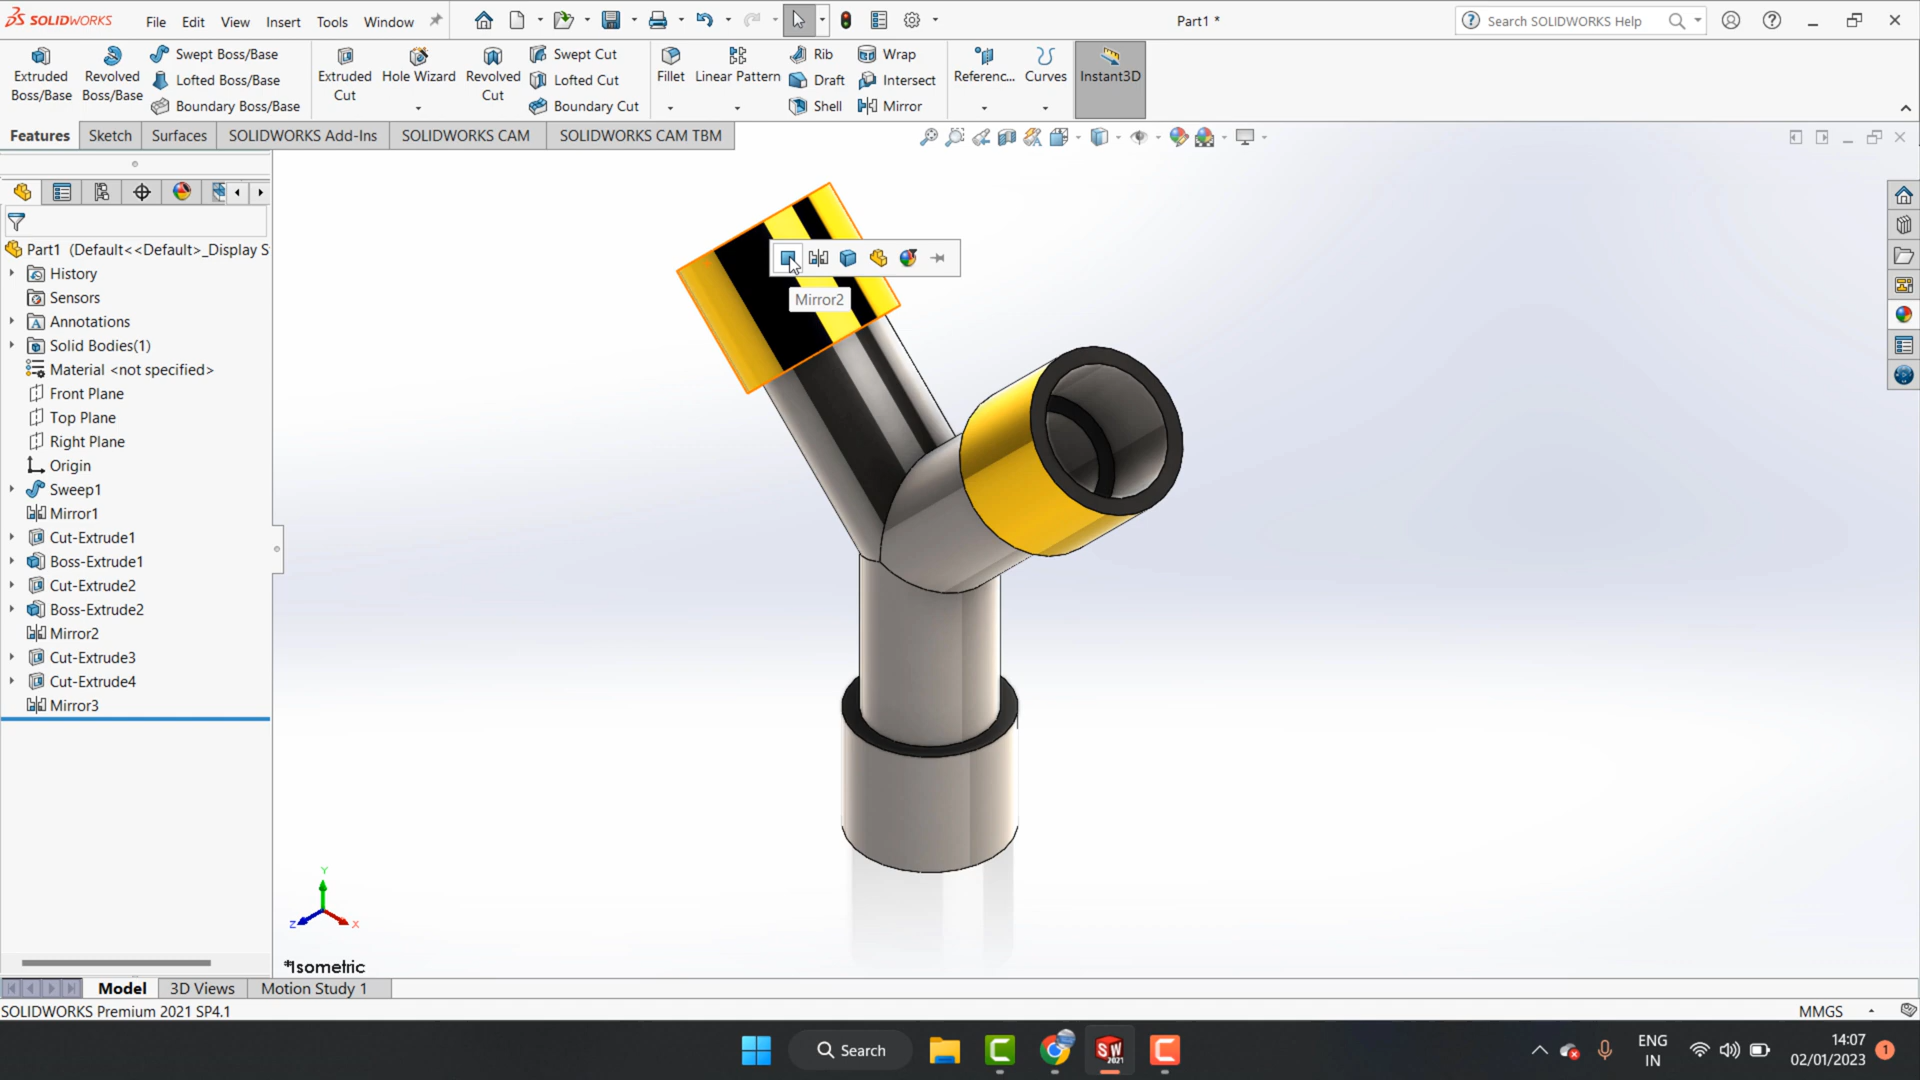 SOLIDWORKS File Edit View Insert Tools Window Part1 * Search SOLIDWORKS Help
Extruded Boss/Base
Revolved Boss/Base
Swept Boss/Base
Lofted Boss/Base
Boundary Boss/Base
Extruded Cut
Hole Wizard
Revolved Cut
Swept Cut
Lofted Cut
Boundary Cut
Fillet
Linear Pattern
Rib
Draft
Shell
Wrap
Intersect
Mirror
Referenc...
Curves
Instant3D
Features Sketch Surfaces SOLIDWORKS Add-Ins SOLIDWORKS CAM SOLIDWORKS CAM TBM
Part1 (Default<<Default>_Display S
History
Sensors
Annotations
Solid Bodies(1)
Material <not specified>
Front Plane
Top Plane
Right Plane
Origin
Sweep1
Mirror1
Cut-Extrude1
Boss-Extrude1
Cut-Extrude2
Boss-Extrude2
Mirror2
Cut-Extrude3
Cut-Extrude4
Mirror3
Mirror2
Y
Z
X
*Isometric
Model 3D Views Motion Study 1
SOLIDWORKS Premium 2021 SP4.1 MMGS
Search
SW
2021
ENG
IN
14:07
02/01/2023
1